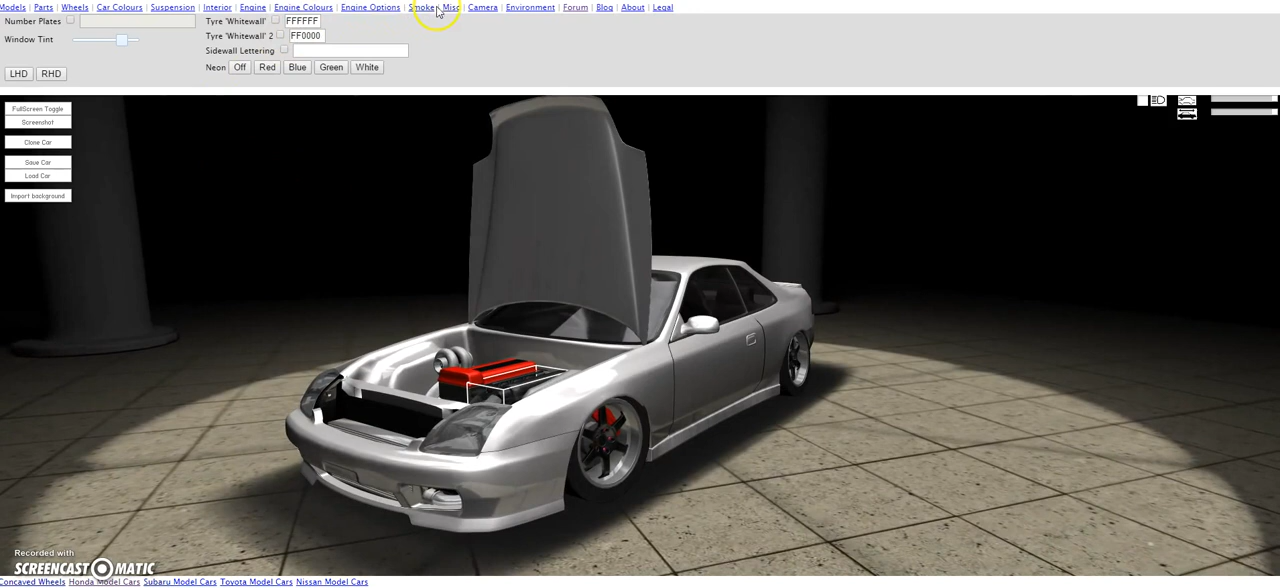 Models | Parts | Wheels | Car Colours | Suspension | Interior | Engine | Engine Colours | Engine Options | Smoke Misc | Camera | Environment | Forum | Blog | About | Legal
Number Plates
Window Tint
LHD RHD
Tyre 'Whitewall' FFFFFF
Tyre 'Whitewall' 2 FF0000
Sidewall Lettering
Neon Off Red Blue Green White
FullScreen Toggle
Screenshot
Clone Car
Save Car
Load Car
Import background
Recorded with
SCREENCAST MATIC
Concaved Wheels Honda Model Cars Subaru Model Cars Toyota Model Cars Nissan Model Cars